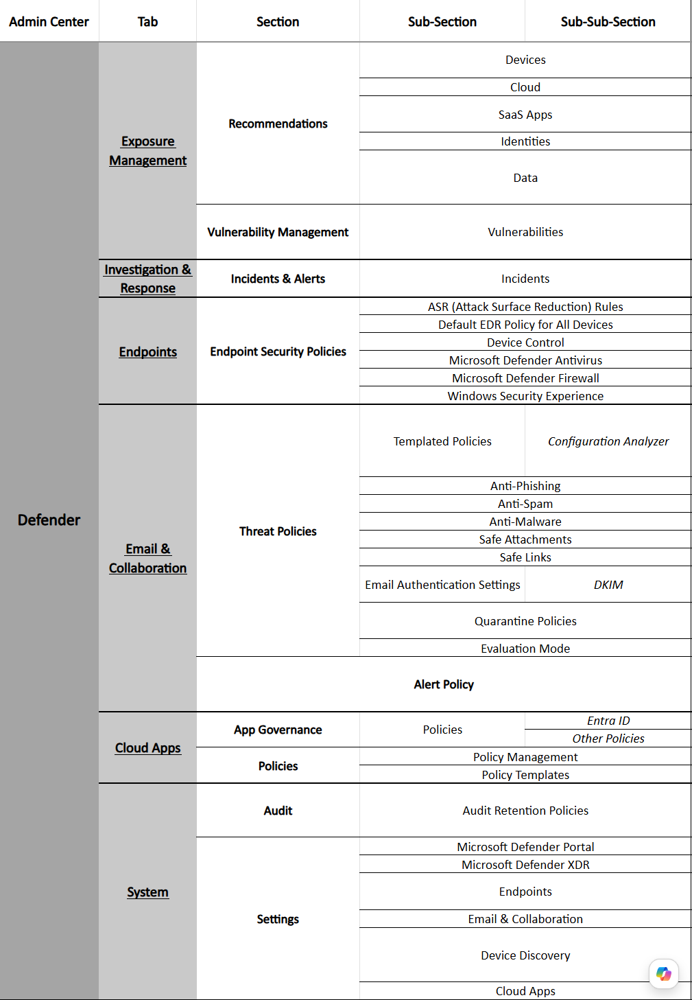 Admin Center Tab Section Sub-Section Sub-Sub-Section
Defender
Exposure
Management
Recommendations
Devices
Cloud
SaaS Apps
Identities
Data
Vulnerability Management
Vulnerabilities
Investigation &
Response
Incidents & Alerts
Incidents
Endpoints
Endpoint Security Policies
ASR (Attack Surface Reduction) Rules
Default EDR Policy for All Devices
Device Control
Microsoft Defender Antivirus
Microsoft Defender Firewall
Windows Security Experience
Email &
Collaboration
Threat Policies
Templated Policies
Configuration Analyzer
Anti-Phishing
Anti-Spam
Anti-Malware
Safe Attachments
Safe Links
Email Authentication Settings
DKIM
Quarantine Policies
Evaluation Mode
Alert Policy
Cloud Apps
App Governance
Policies
Entra ID
Other Policies
Policies
Policy Management
Policy Templates
System
Audit
Audit Retention Policies
Settings
Microsoft Defender Portal
Microsoft Defender XDR
Endpoints
Email & Collaboration
Device Discovery
Cloud Apps